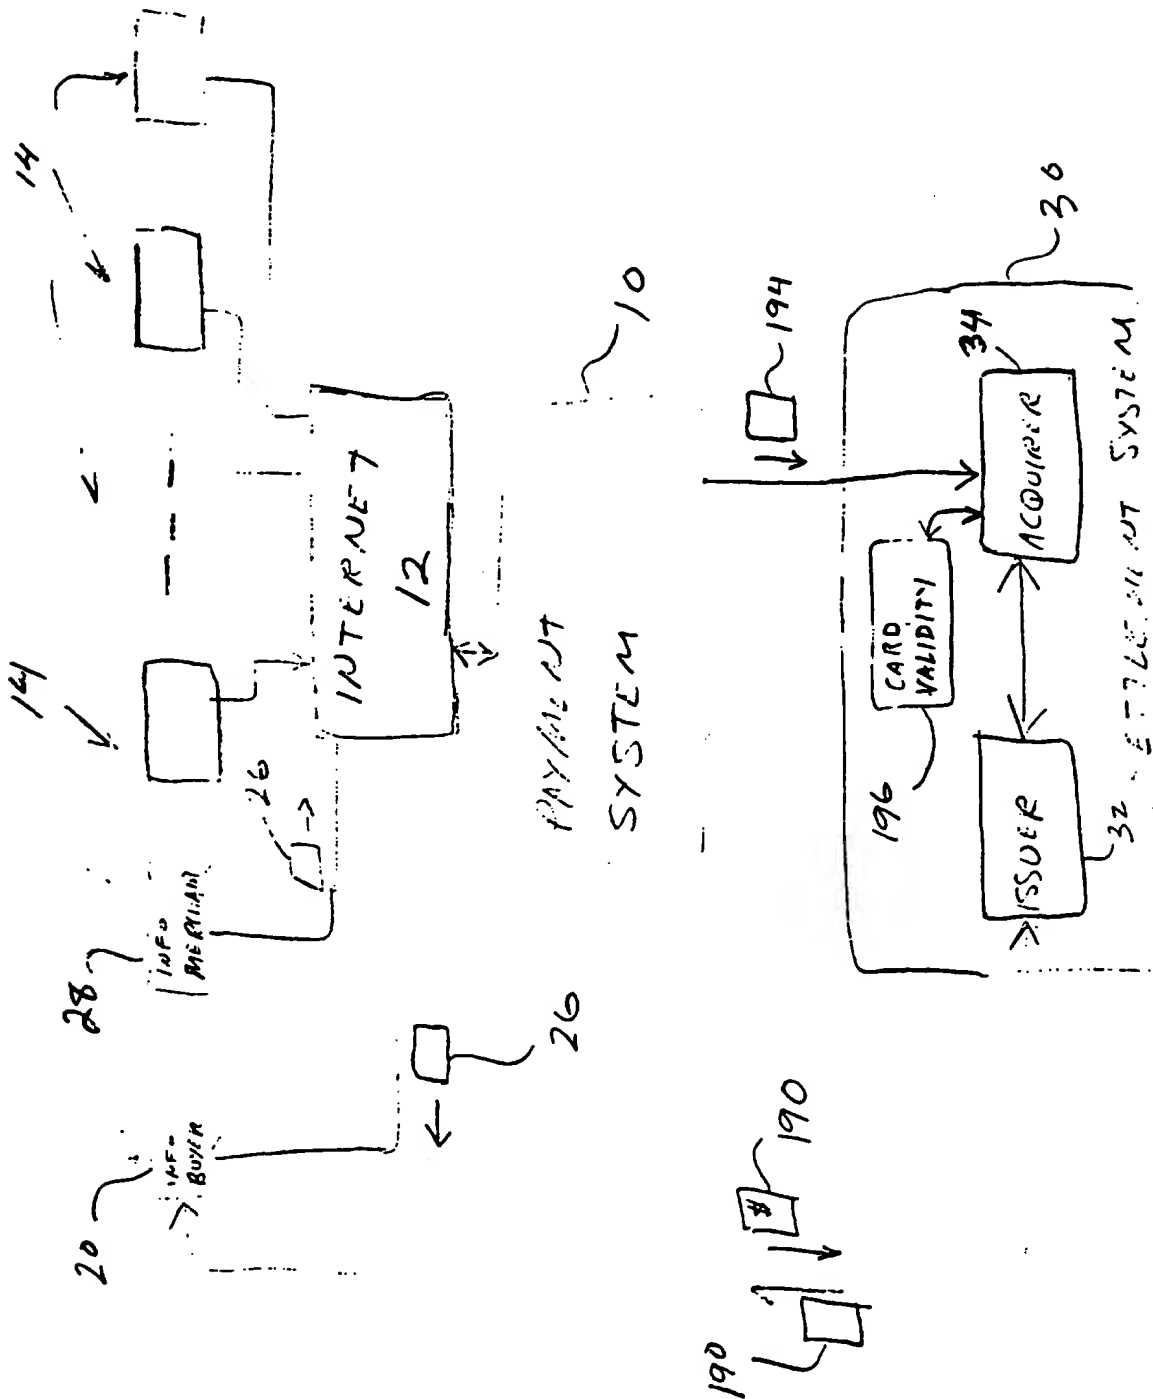 14
14
28
INFO
20
INFO
BUYER
26
INTERNET
12
26
PAYMENT
SYSTEM
10
190
$
190
194
CARD
VALIDITY
196
ISSUER
32
ACQUIRER
34
SYSTEM
30